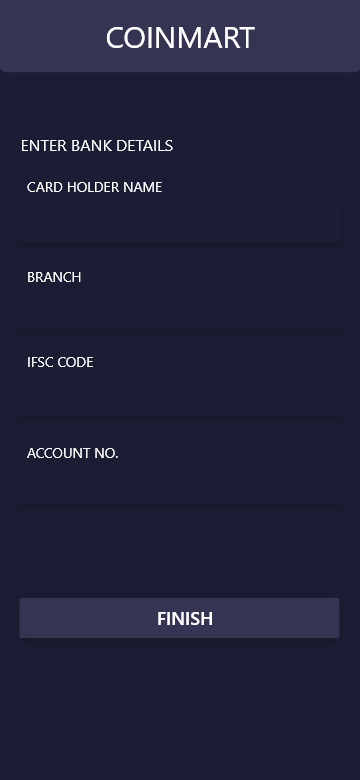 COINMART
ENTER BANK DETAILS
CARD HOLDER NAME
BRANCH
IFSC CODE
ACCOUNT NO.
FINISH